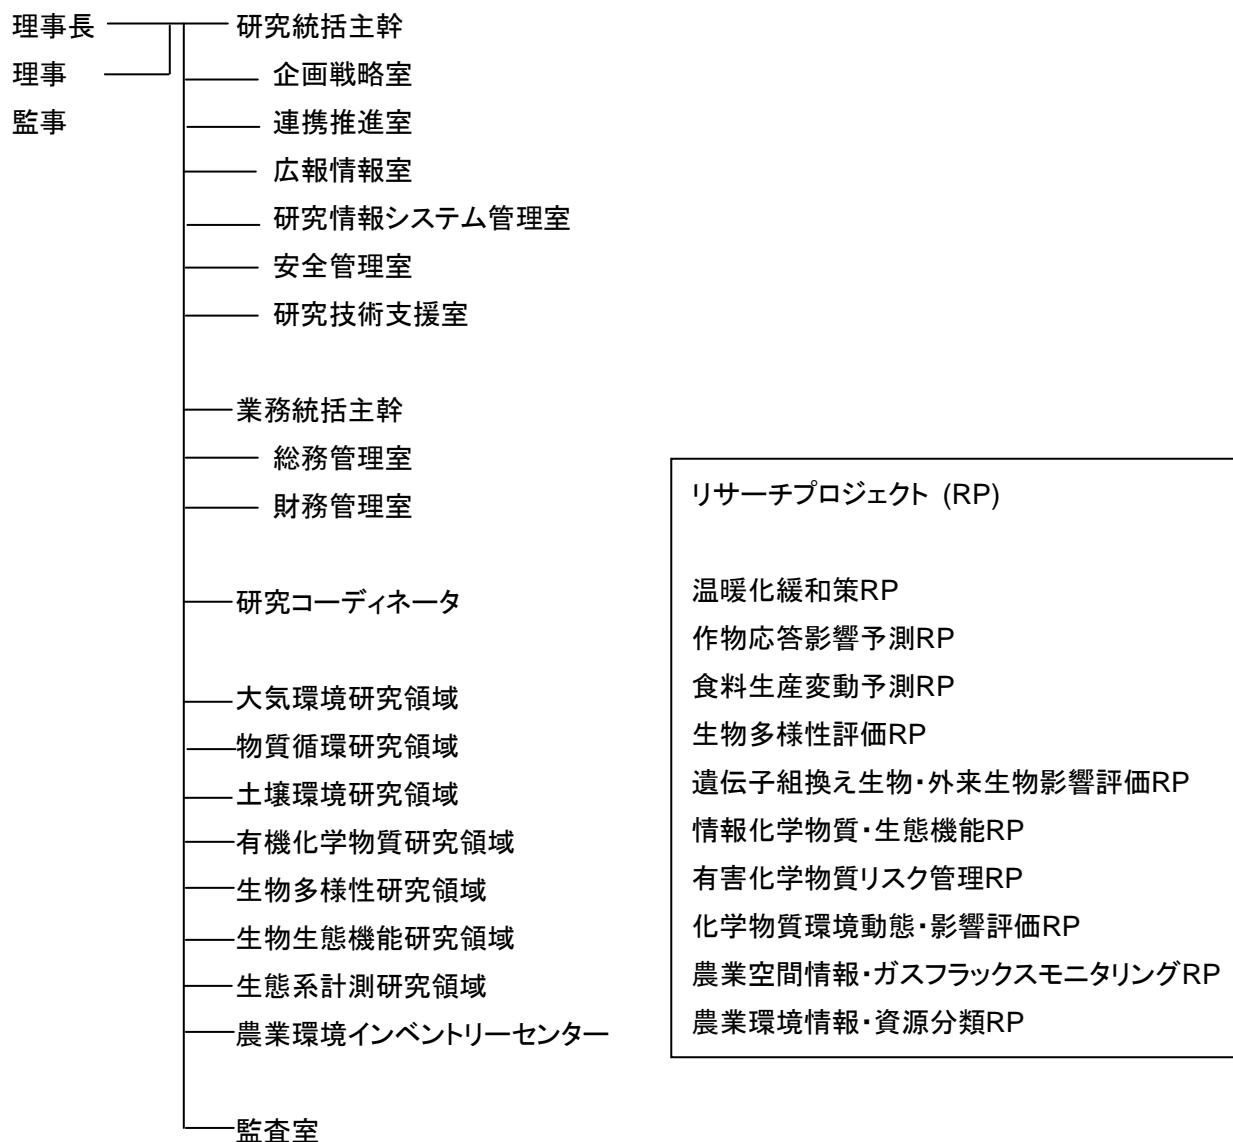 理事長
理事
監事
研究統括主幹
企画戦略室
連携推進室
広報情報室
研究情報システム管理室
安全管理室
研究技術支援室
業務統括主幹
総務管理室
財務管理室
研究コーディネータ
大気環境研究領域
物質循環研究領域
土壌環境研究領域
有機化学物質研究領域
生物多様性研究領域
生物生態機能研究領域
生態系計測研究領域
農業環境インベントリーセンター
監査室
リサーチプロジェクト (RP)
温暖化緩和策RP
作物応答影響予測RP
食料生産変動予測RP
生物多様性評価RP
遺伝子組換え生物・外来生物影響評価RP
情報化学物質・生態機能RP
有害化学物質リスク管理RP
化学物質環境動態・影響評価RP
農業空間情報・ガスフラックスモニタリングRP
農業環境情報・資源分類RP